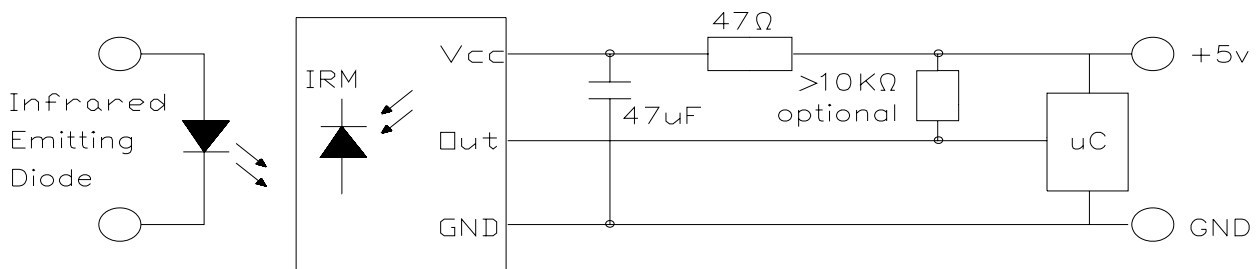 Infrared
Emitting
Diode
IRM
Vcc
Out
GND
47uF
47Ω
>10KΩ
optional
uC
+5v
GND